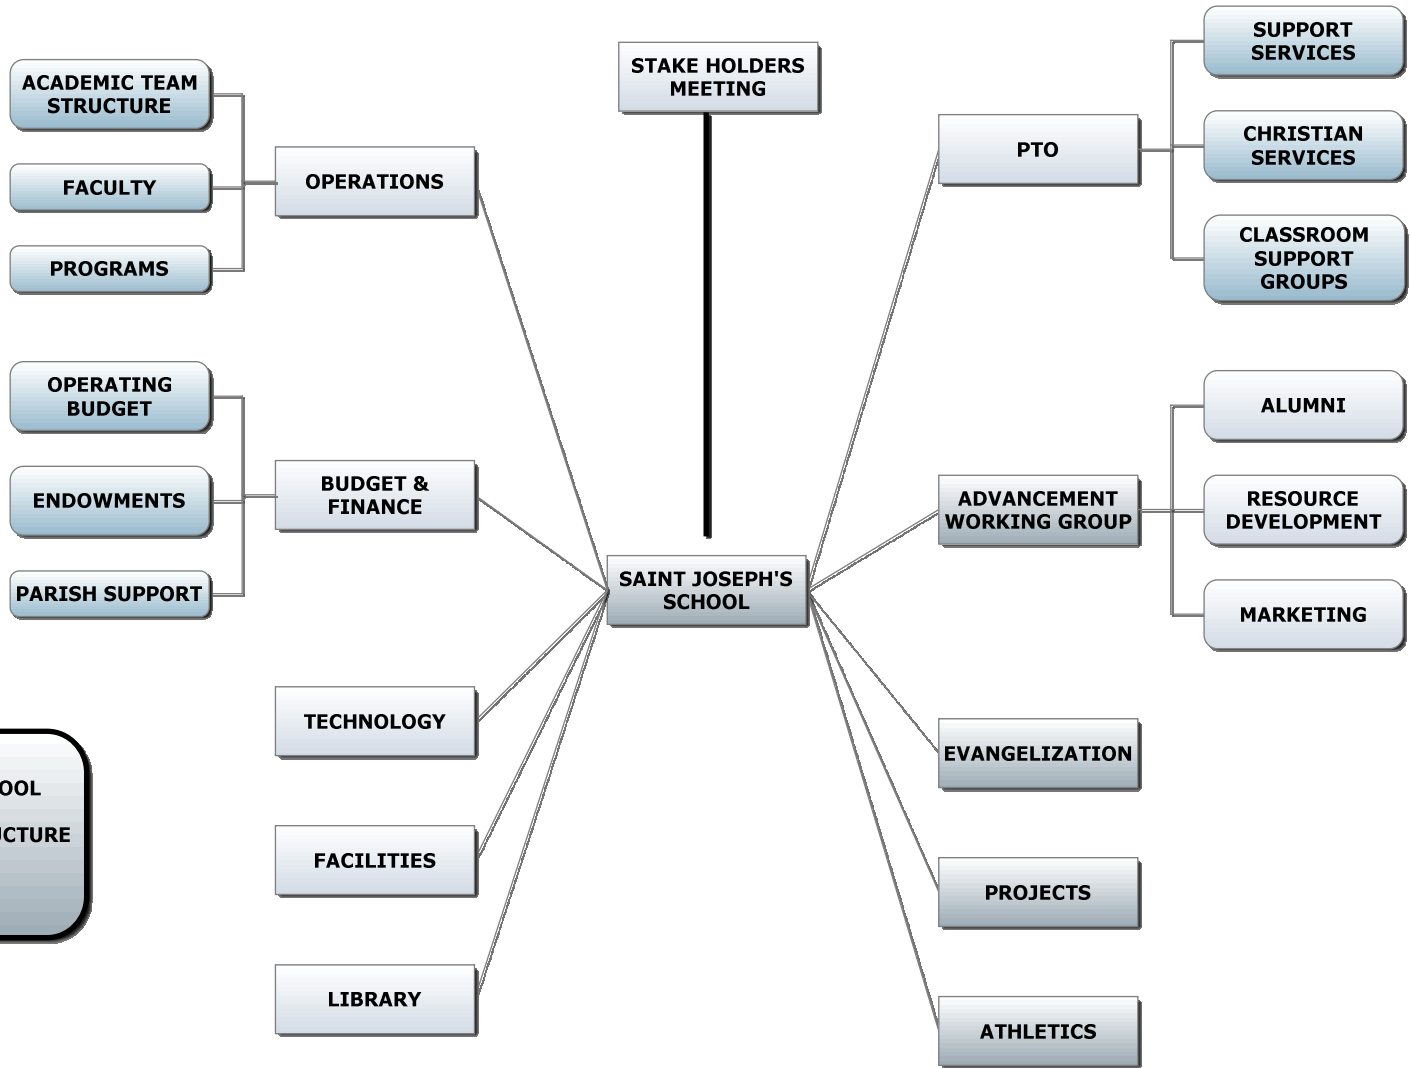 STAKE HOLDERS
MEETING
ACADEMIC TEAM
STRUCTURE
FACULTY
PROGRAMS
OPERATIONS
OPERATING
BUDGET
ENDOWMENTS
PARISH SUPPORT
BUDGET &
FINANCE
TECHNOLOGY
FACILITIES
LIBRARY
SAINT JOSEPH'S
SCHOOL
PTO
SUPPORT
SERVICES
CHRISTIAN
SERVICES
CLASSROOM
SUPPORT
GROUPS
ADVANCEMENT
WORKING GROUP
ALUMNI
RESOURCE
DEVELOPMENT
MARKETING
EVANGELIZATION
PROJECTS
ATHLETICS